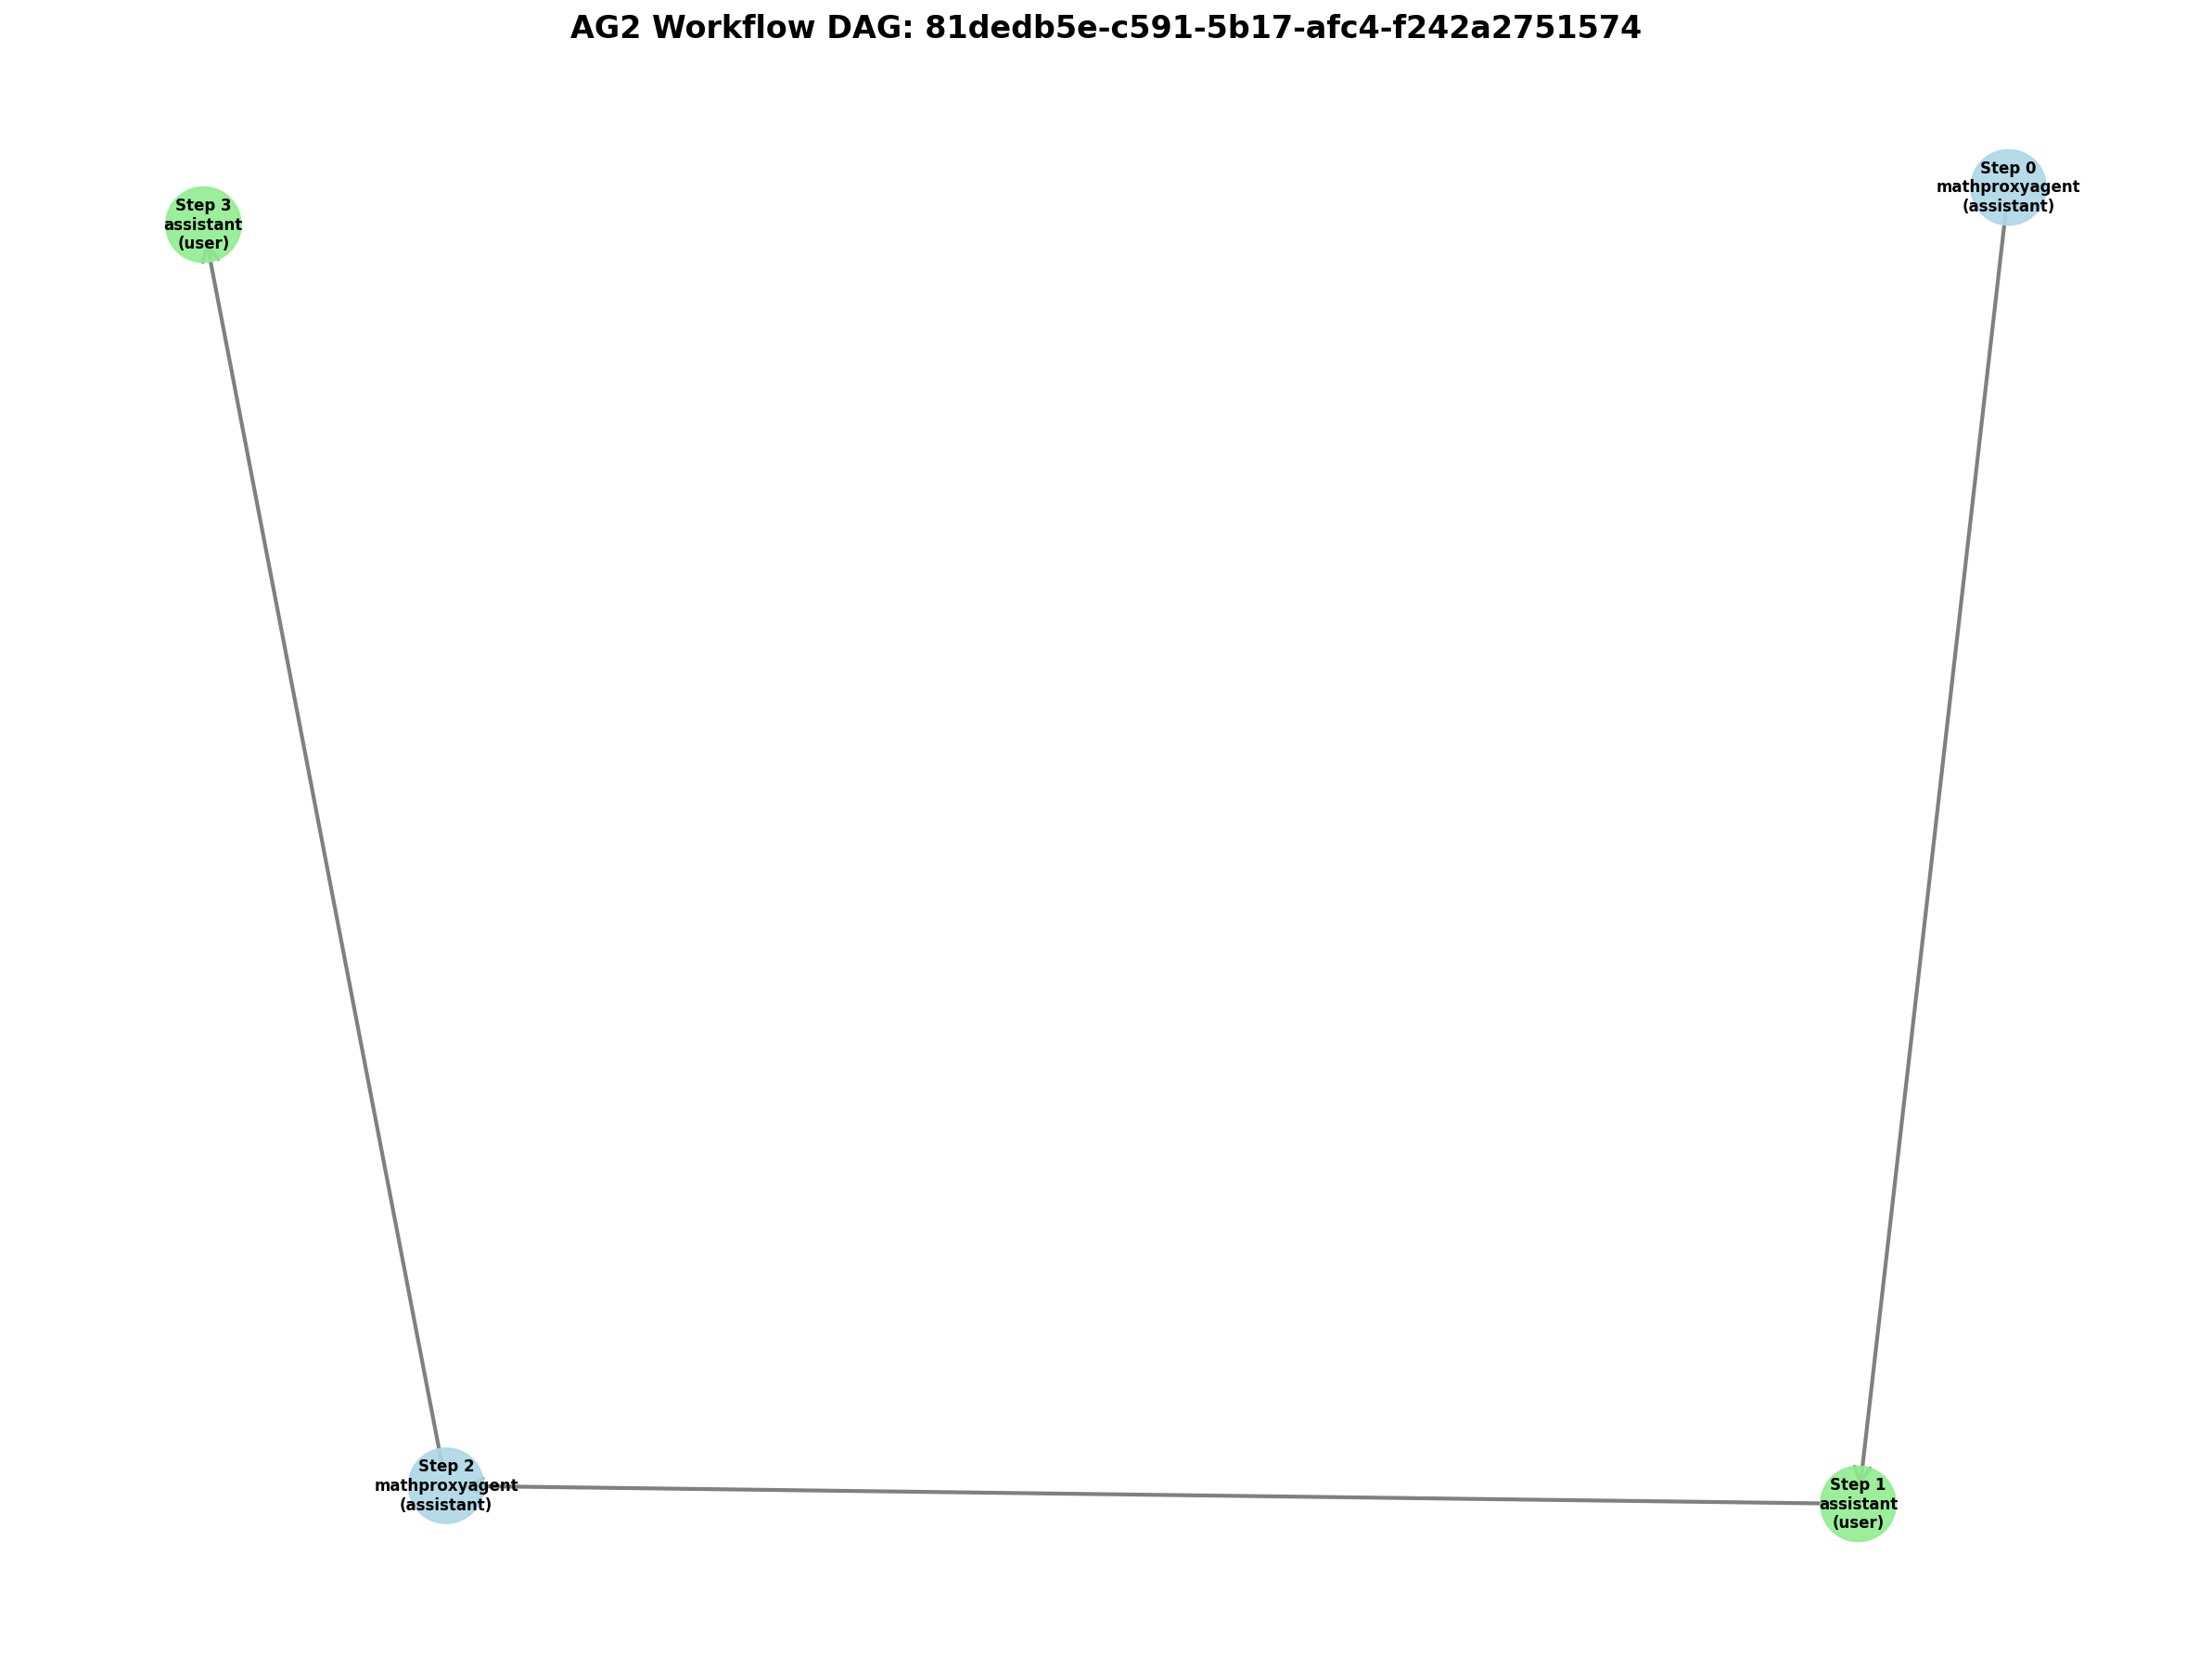 AG2 Workflow DAG: 81dedb5e-c591-5b17-afc4-f242a2751574
Step 0
mathproxyagent
(assistant)
Step 3
assistant
(user)
Step 2
mathproxyagent
(assistant)
Step 1
assistant
(user)